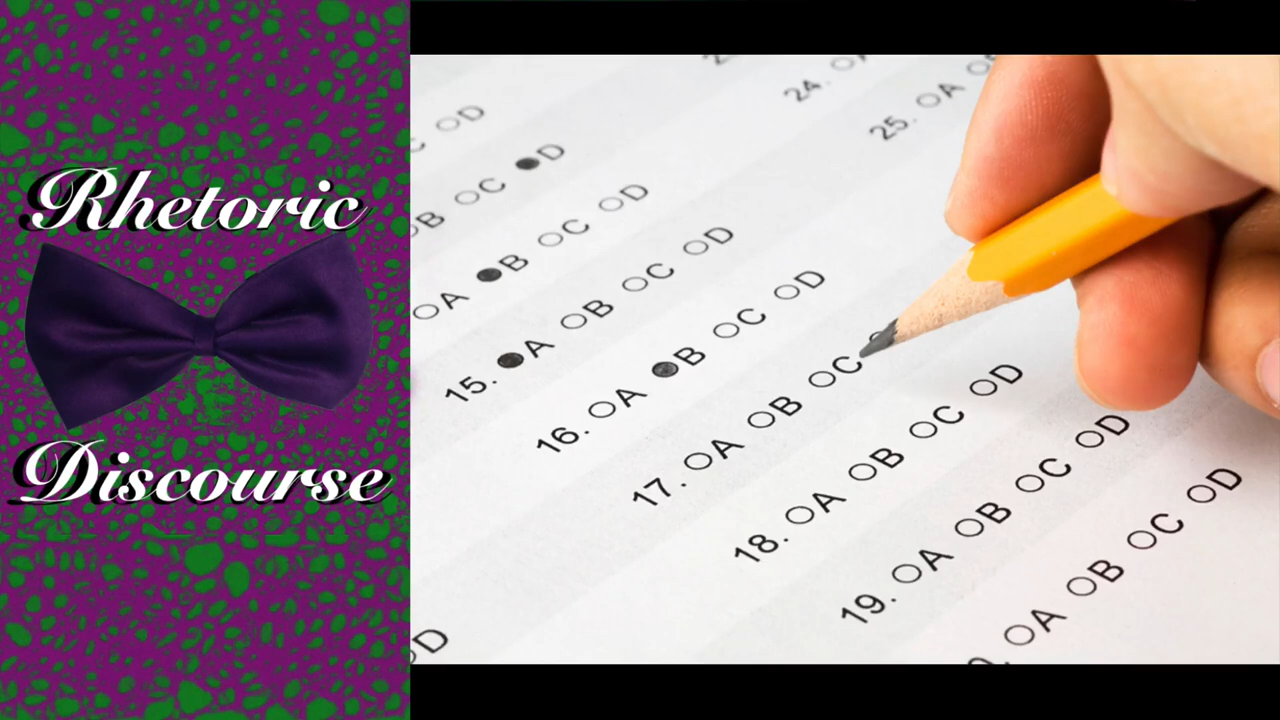 Rhetoric
Discourse
C D
B C D
A B C D
15. A B C D
16. A B C D
17. A B C
18. A B C D
19. A B C D
A B C D
D
24. A
25. A